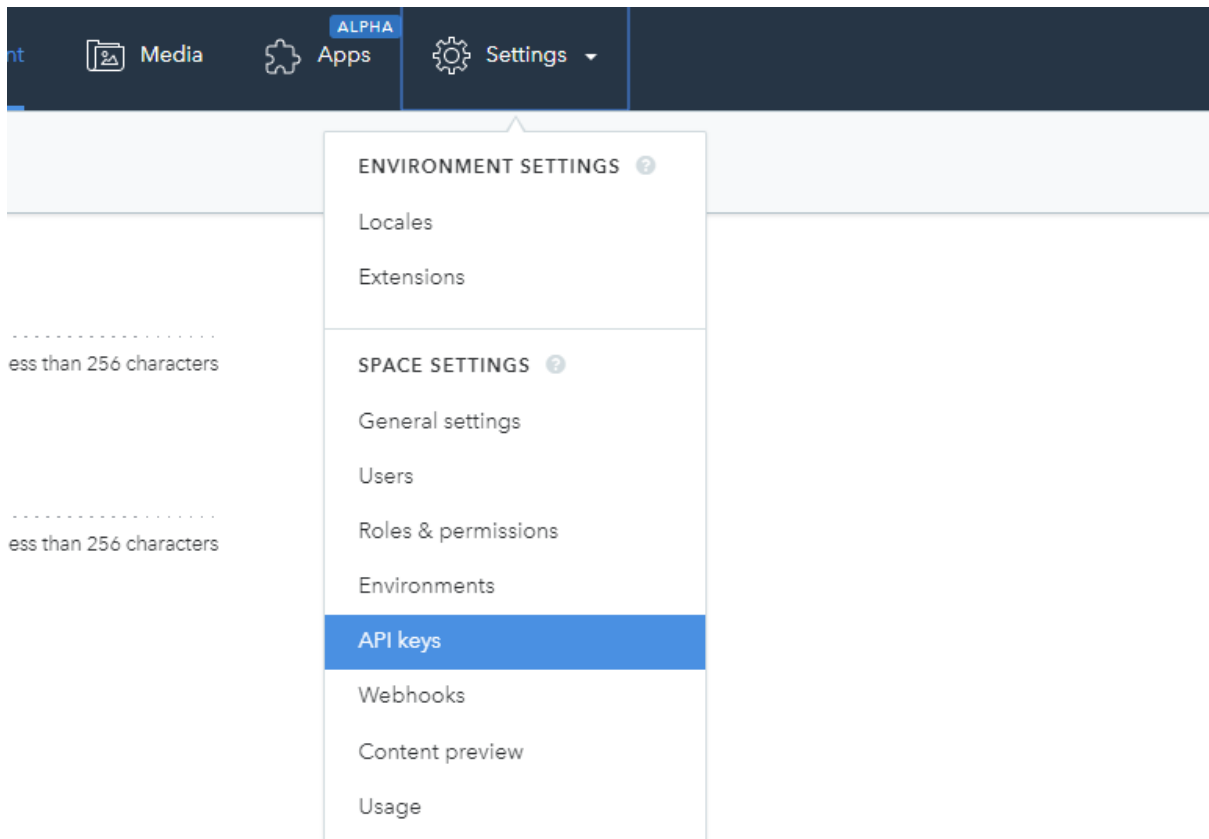 ALPHA
nt Media Apps Settings
ENVIRONMENT SETTINGS ?
Locales
Extensions
ess than 256 characters
SPACE SETTINGS ?
General settings
Users
Roles & permissions
ess than 256 characters
Environments
API keys
Webhooks
Content preview
Usage